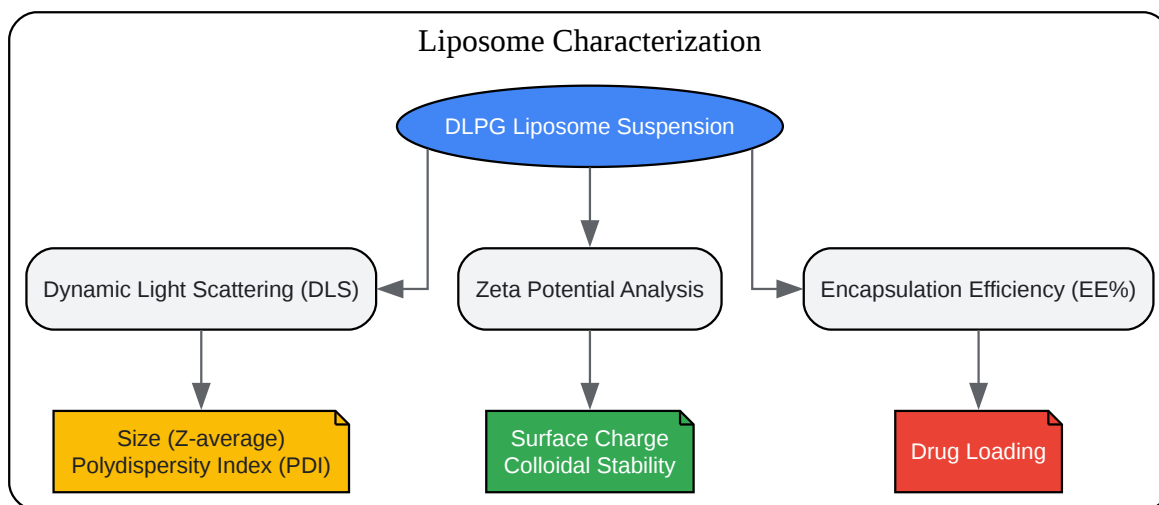 Liposome Characterization
DLPG Liposome Suspension
Dynamic Light Scattering (DLS)
Zeta Potential Analysis
Encapsulation Efficiency (EE%)
Size (Z-average)
Polydispersity Index (PDI)
Surface Charge
Colloidal Stability
Drug Loading